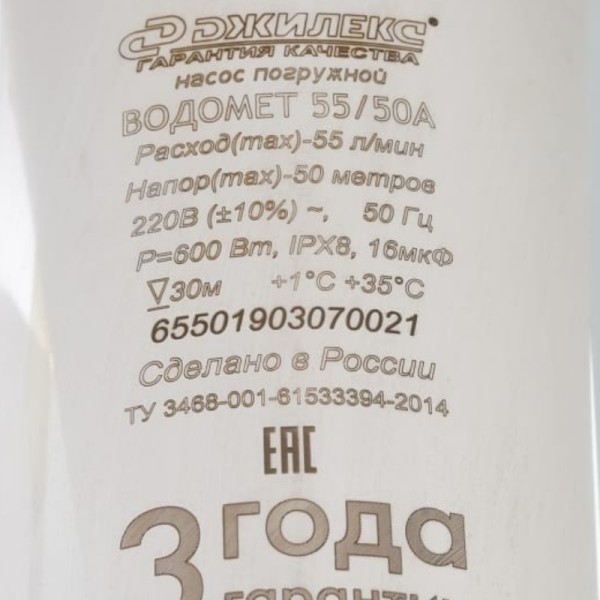 ДЖИЛЕКС®
ГАРАНТИЯ КАЧЕСТВА
насос погружной
ВОДОМЕТ 55/50А
Расход(max)-55 л/мин
Напор(max)-50 метров
220В (±10%) ~, 50 Гц
P=600 Вт, IPX8, 16мкФ
▽30м +1°C +35°C
65501903070021
Сделано в России
ТУ 3468-001-61533394-2014
EAC
3 года
гарантии